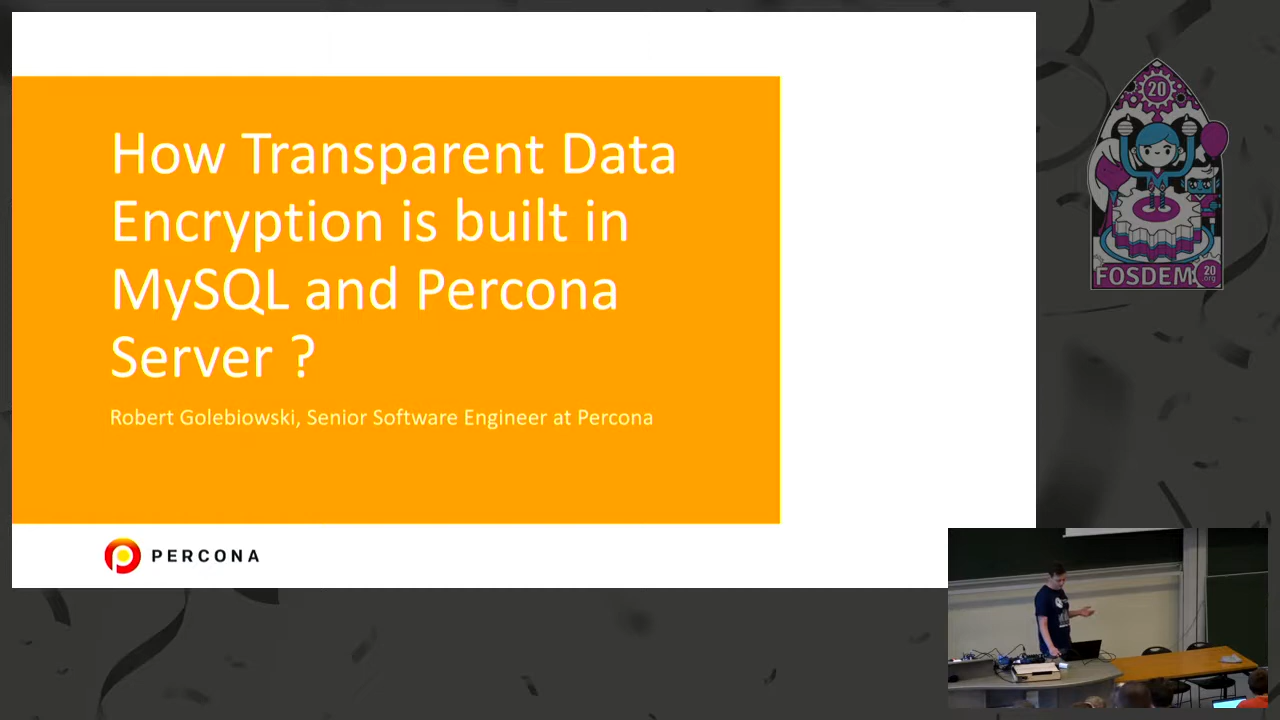 How Transparent Data
Encryption is built in
MySQL and Percona
Server ?
Robert Golebiowski, Senior Software Engineer at Percona
PERCONA
20
FOSDEM
20
.org